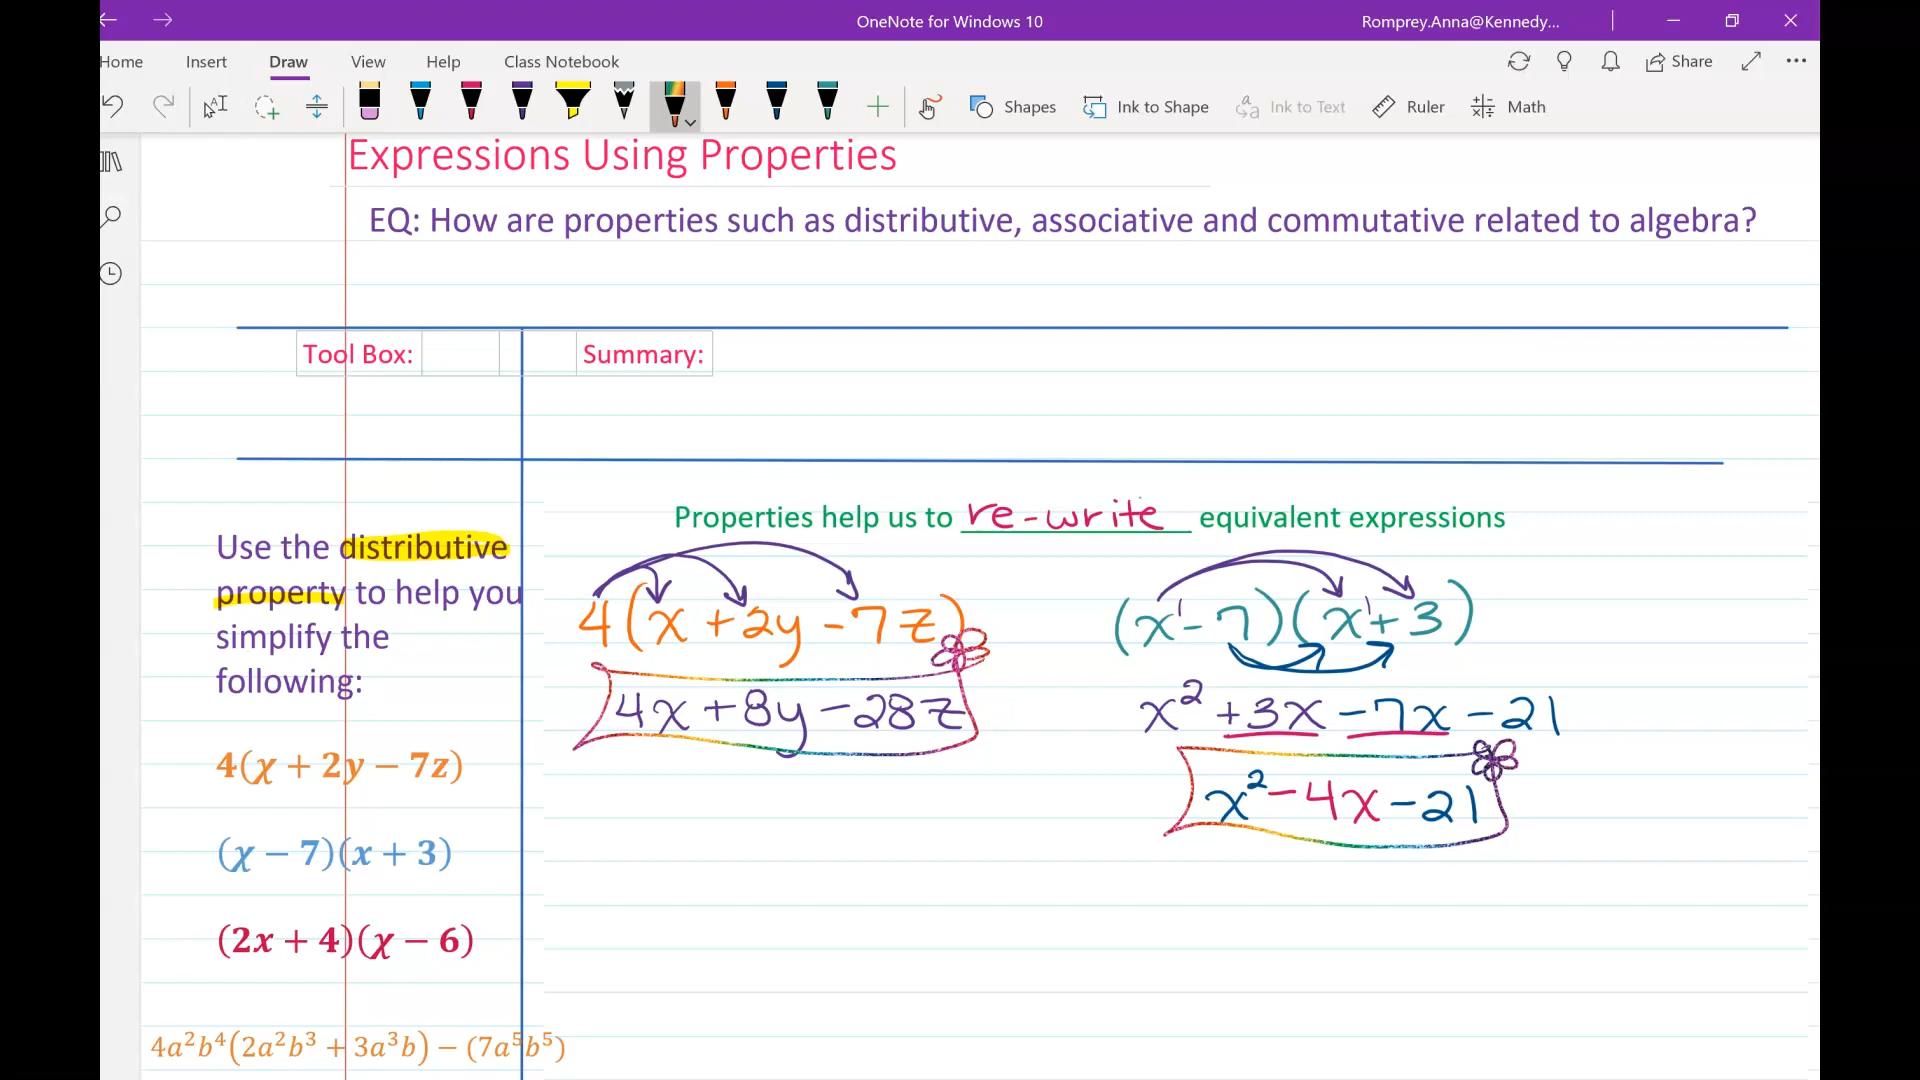 OneNote for Windows 10
Romprey.Anna@Kennedy...
Home Insert Draw View Help Class Notebook Share
Shapes Ink to Shape Ink to Text Ruler Math
Expressions Using Properties
EQ: How are properties such as distributive, associative and commutative related to algebra?
Tool Box: Summary:
Properties help us to re-write equivalent expressions
Use the distributive
property to help you
simplify the
following:
4(x + 2y − 7z)
(x − 7)(x + 3)
(2x + 4)(x − 6)
4a²b⁴(2a²b³ + 3a³b) − (7a⁵b⁵)
4(x + 2y − 7z)
4x + 8y − 28z
(x¹ − 7)(x¹ + 3)
x² + 3x − 7x − 21
x² − 4x − 21